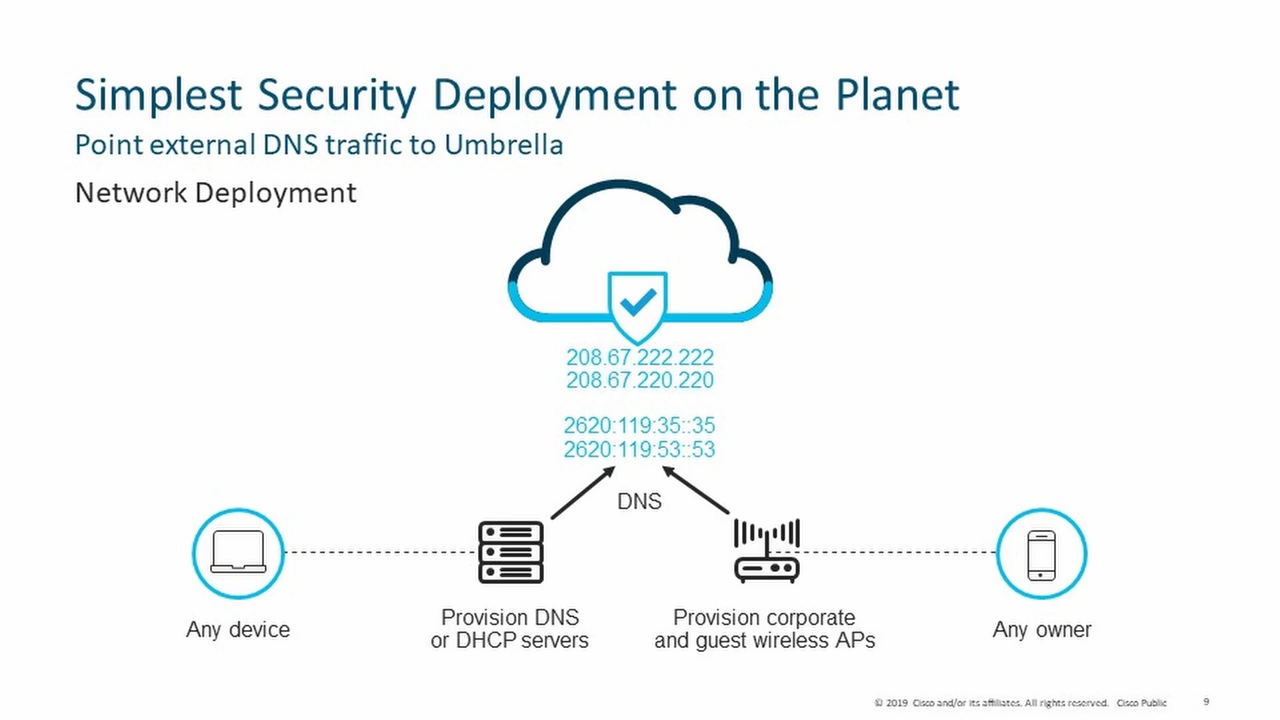 Simplest Security Deployment on the Planet
Point external DNS traffic to Umbrella
Network Deployment
208.67.222.222
208.67.220.220
2620:119:35::35
2620:119:53::53
DNS
Any device
Provision DNS
or DHCP servers
Provision corporate
and guest wireless APs
Any owner
© 2019 Cisco and/or its affiliates. All rights reserved. Cisco Public
9